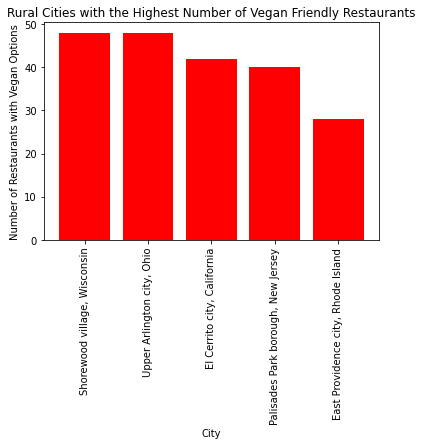 Rural Cities with the Highest Number of Vegan Friendly Restaurants
Number of Restaurants with Vegan Options
50
40
30
20
10
0
Shorewood village, Wisconsin
Upper Arlington city, Ohio
El Cerrito city, California
Palisades Park borough, New Jersey
East Providence city, Rhode Island
City